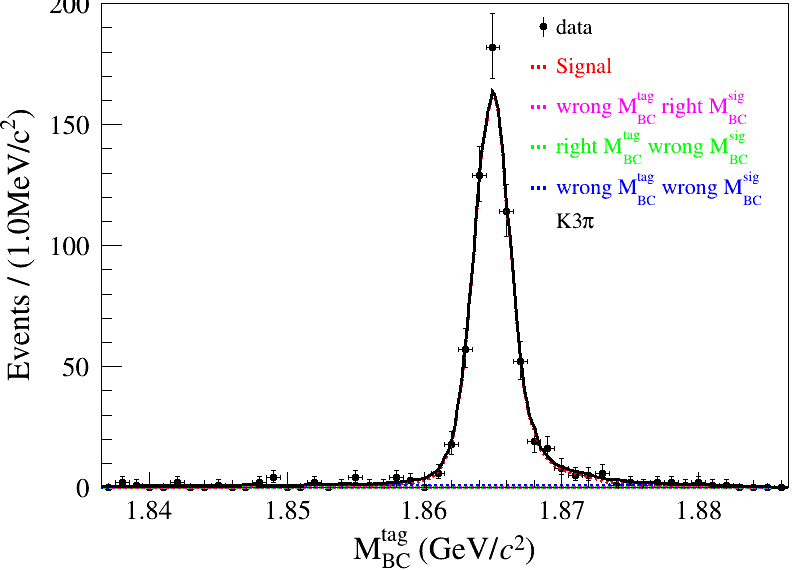 200
150
100
50
0
Events / (1.0MeV/c²)
data
Signal
wrong M_BC^tag right M_BC^sig
right M_BC^tag wrong M_BC^sig
wrong M_BC^tag wrong M_BC^sig
K3π
1.84 1.85 1.86 1.87 1.88
M_BC^tag (GeV/c²)